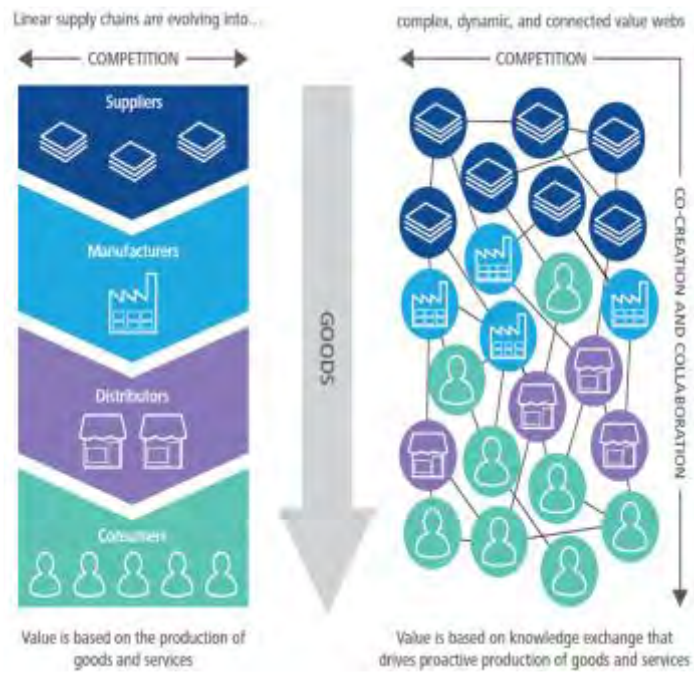 Linear supply chains are evolving into...
complex, dynamic, and connected value webs
COMPETITION
COMPETITION
Suppliers
Manufacturers
Distributors
Consumers
GOODS
CO-CREATION AND COLLABORATION
Value is based on the production of
goods and services
Value is based on knowledge exchange that
drives proactive production of goods and services